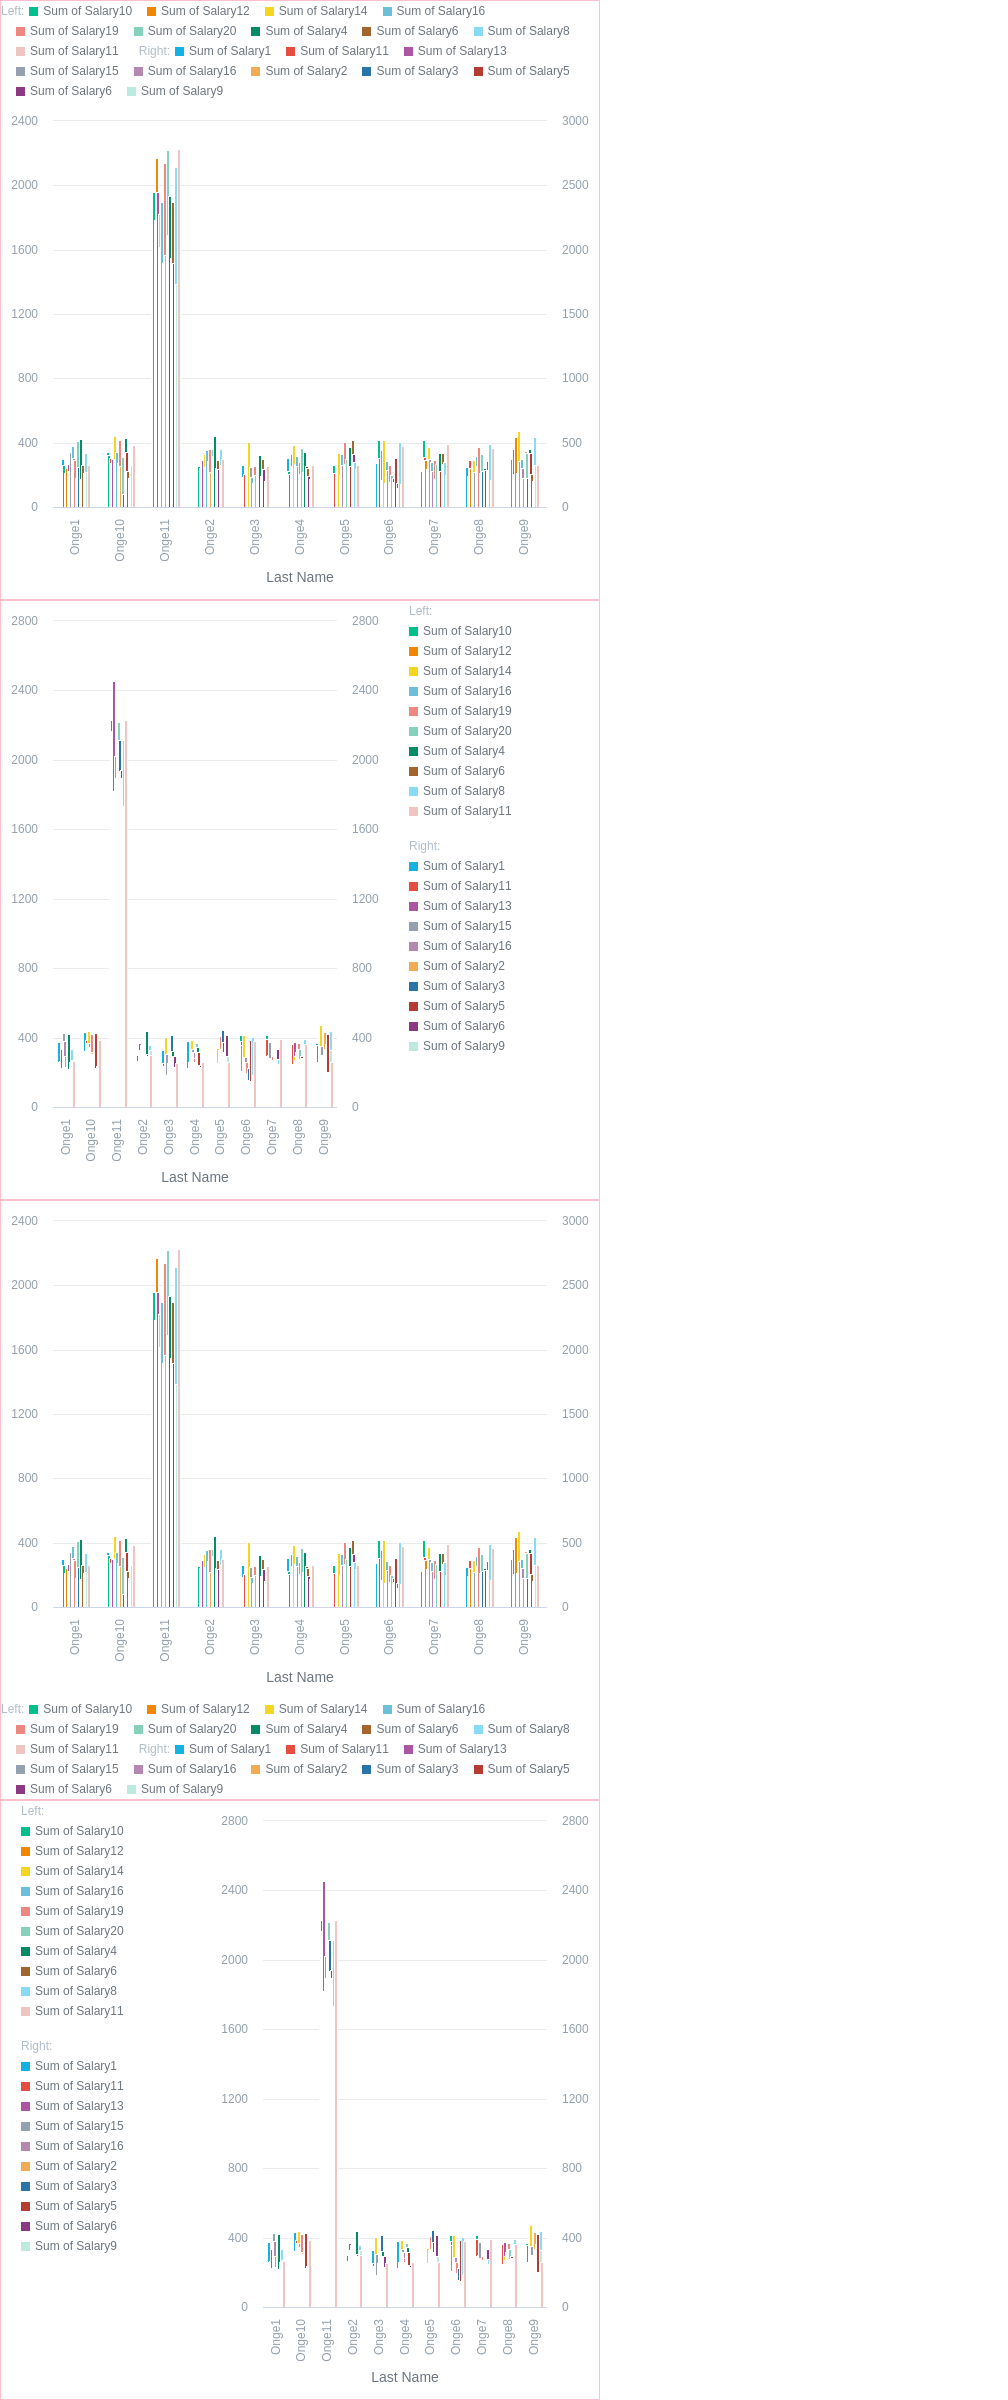 Left: Sum of Salary10 Sum of Salary12 Sum of Salary14 Sum of Salary16
Sum of Salary19 Sum of Salary20 Sum of Salary4 Sum of Salary6 Sum of Salary8
Sum of Salary11 Right: Sum of Salary1 Sum of Salary11 Sum of Salary13
Sum of Salary15 Sum of Salary16 Sum of Salary2 Sum of Salary3 Sum of Salary5
Sum of Salary6 Sum of Salary9
2400 3000
2000 2500
1600 2000
1200 1500
800 1000
400 500
0 0
Onge1 Onge10 Onge11 Onge2 Onge3 Onge4 Onge5 Onge6 Onge7 Onge8 Onge9
Last Name
2800 2800
2400 2400
2000 2000
1600 1600
1200 1200
800 800
400 400
0 0
Onge1 Onge10 Onge11 Onge2 Onge3 Onge4 Onge5 Onge6 Onge7 Onge8 Onge9
Last Name
Left:
Sum of Salary10
Sum of Salary12
Sum of Salary14
Sum of Salary16
Sum of Salary19
Sum of Salary20
Sum of Salary4
Sum of Salary6
Sum of Salary8
Sum of Salary11
Right:
Sum of Salary1
Sum of Salary11
Sum of Salary13
Sum of Salary15
Sum of Salary16
Sum of Salary2
Sum of Salary3
Sum of Salary5
Sum of Salary6
Sum of Salary9
2400 3000
2000 2500
1600 2000
1200 1500
800 1000
400 500
0 0
Onge1 Onge10 Onge11 Onge2 Onge3 Onge4 Onge5 Onge6 Onge7 Onge8 Onge9
Last Name
Left: Sum of Salary10 Sum of Salary12 Sum of Salary14 Sum of Salary16
Sum of Salary19 Sum of Salary20 Sum of Salary4 Sum of Salary6 Sum of Salary8
Sum of Salary11 Right: Sum of Salary1 Sum of Salary11 Sum of Salary13
Sum of Salary15 Sum of Salary16 Sum of Salary2 Sum of Salary3 Sum of Salary5
Sum of Salary6 Sum of Salary9
Left:
Sum of Salary10
Sum of Salary12
Sum of Salary14
Sum of Salary16
Sum of Salary19
Sum of Salary20
Sum of Salary4
Sum of Salary6
Sum of Salary8
Sum of Salary11
Right:
Sum of Salary1
Sum of Salary11
Sum of Salary13
Sum of Salary15
Sum of Salary16
Sum of Salary2
Sum of Salary3
Sum of Salary5
Sum of Salary6
Sum of Salary9
2800 2800
2400 2400
2000 2000
1600 1600
1200 1200
800 800
400 400
0 0
Onge1 Onge10 Onge11 Onge2 Onge3 Onge4 Onge5 Onge6 Onge7 Onge8 Onge9
Last Name